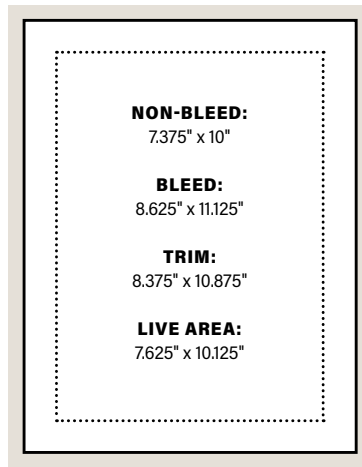 NON-BLEED:
7.375" x 10"
BLEED:
8.625" x 11.125"
TRIM:
8.375" x 10.875"
LIVE AREA:
7.625" x 10.125"